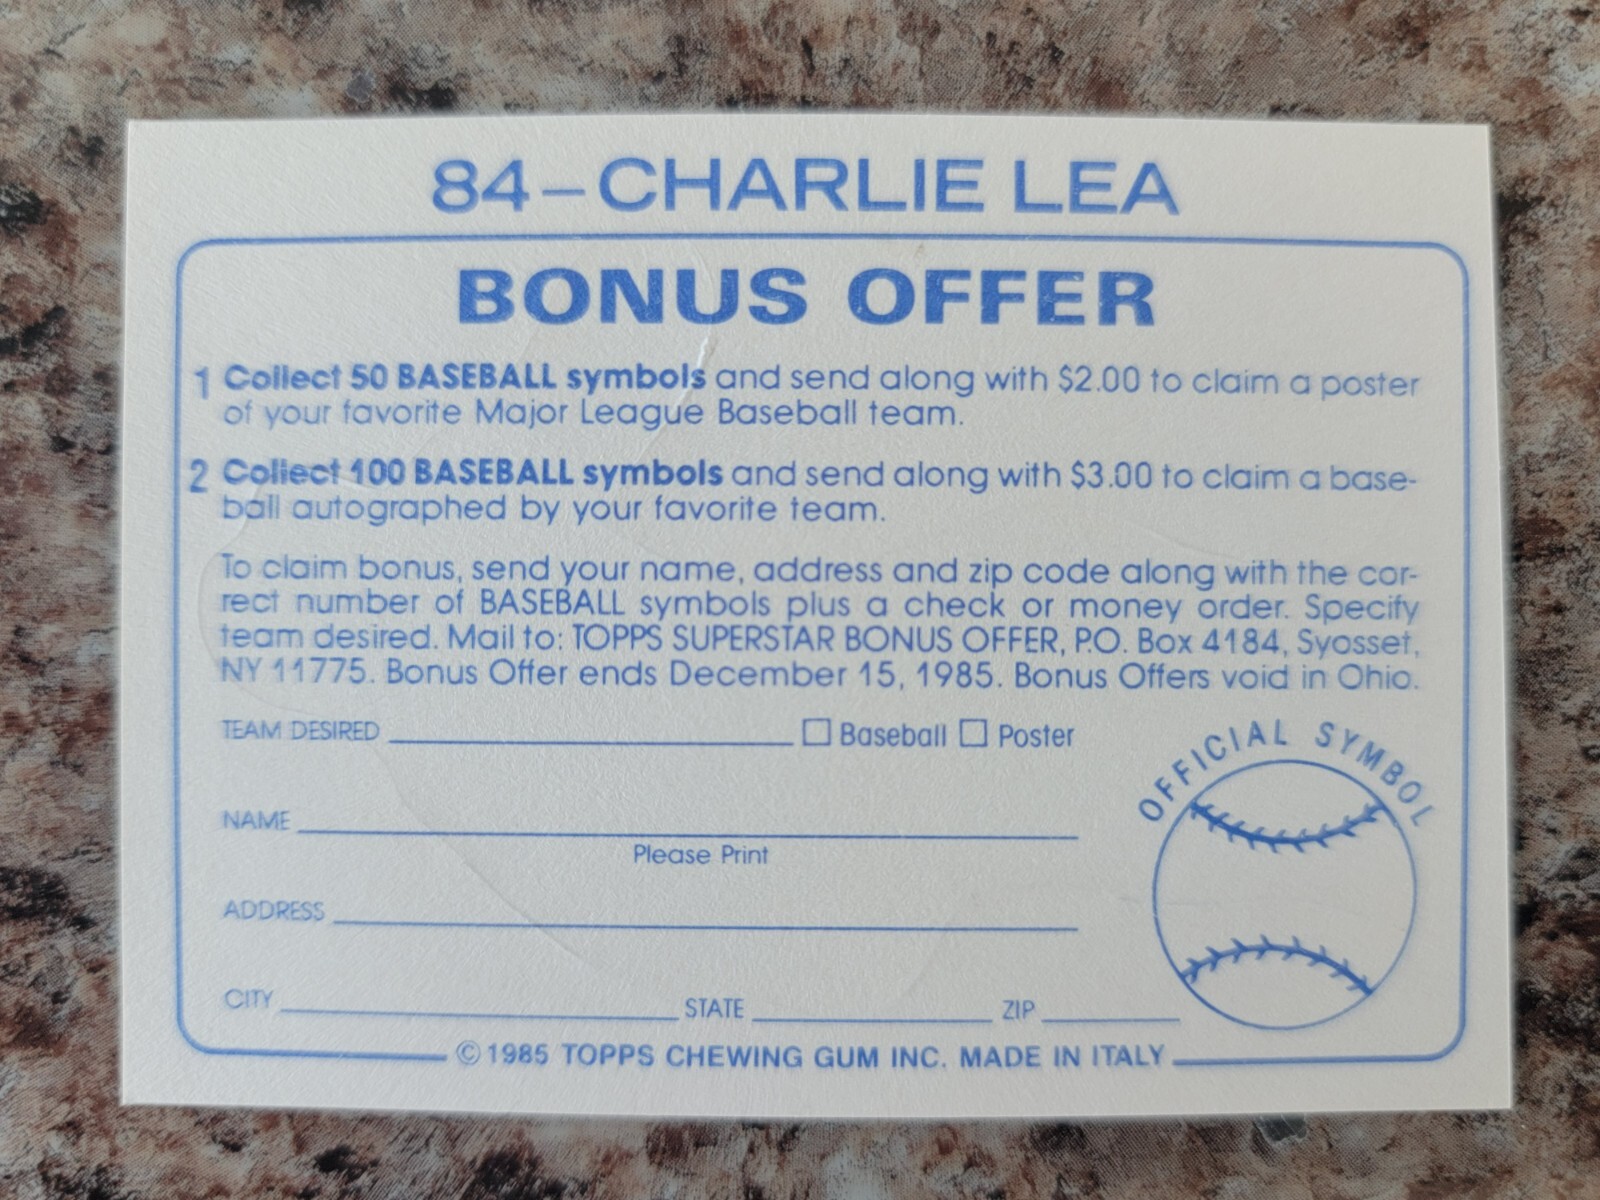 84–CHARLIE LEA
BONUS OFFER
1 Collect 50 BASEBALL symbols and send along with $2.00 to claim a poster
of your favorite Major League Baseball team.
2 Collect 100 BASEBALL symbols and send along with $3.00 to claim a base-
ball autographed by your favorite team.
To claim bonus, send your name, address and zip code along with the cor-
rect number of BASEBALL symbols plus a check or money order. Specify
team desired. Mail to: TOPPS SUPERSTAR BONUS OFFER, P.O. Box 4184, Syosset,
NY 11775. Bonus Offer ends December 15, 1985. Bonus Offers void in Ohio.
TEAM DESIRED Baseball Poster
OFFICIAL SYMBOL
NAME
Please Print
ADDRESS
CITY STATE ZIP
© 1985 TOPPS CHEWING GUM INC. MADE IN ITALY